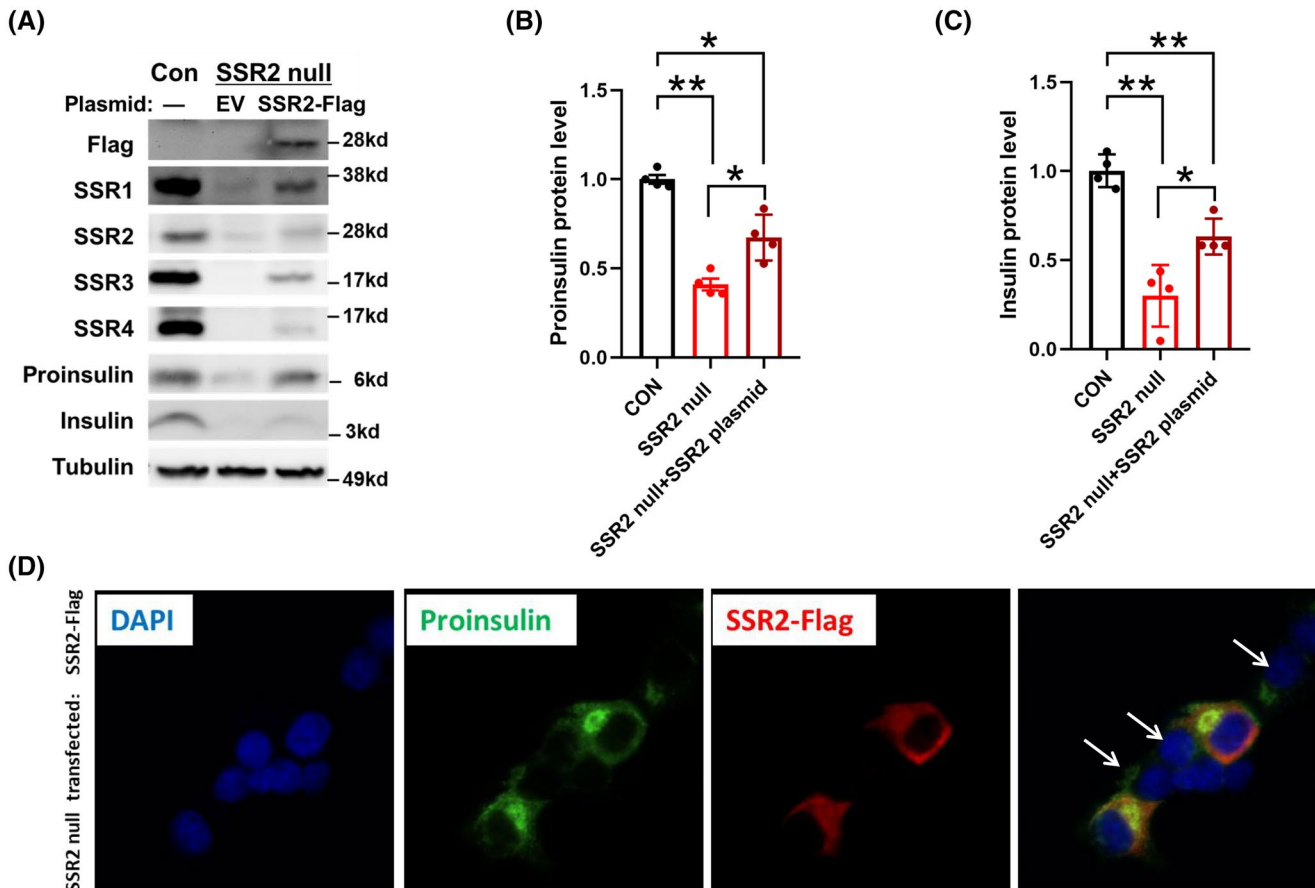 (A)
Con SSR2 null
Plasmid: — EV SSR2-Flag
Flag 28kd
SSR1 38kd
SSR2 28kd
SSR3 17kd
SSR4 17kd
Proinsulin 6kd
Insulin 3kd
Tubulin 49kd
(B)
*
**
*
Proinsulin protein level
1.5
1.0
0.5
0.0
CON
SSR2 null
SSR2 null+SSR2 plasmid
(C)
**
**
*
Insulin protein level
1.5
1.0
0.5
0.0
CON
SSR2 null
SSR2 null+SSR2 plasmid
(D)
SSR2 null transfected: SSR2-Flag
DAPI
Proinsulin
SSR2-Flag